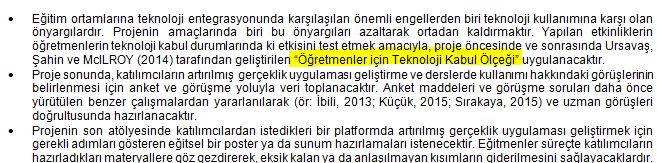 • Eğitim ortamlarına teknoloji entegrasyonunda karşılaşılan önemli engellerden biri teknoloji kullanımına karşı olan
önyargılardır. Projenin amaçlarında biri bu önyargıları azaltarak ortadan kaldırmaktır. Yapılan etkinliklerin
öğretmenlerin teknoloji kabul durumlarında ki etkisini test etmek amacıyla, proje öncesinde ve sonrasında Ursavaş,
Şahin ve McILROY (2014) tarafından geliştirilen “Öğretmenler için Teknoloji Kabul Ölçeği” uygulanacaktır.
• Proje sonunda, katılımcıların artırılmış gerçeklik uygulaması geliştirme ve derslerde kullanımı hakkındaki görüşlerinin
belirlenmesi için anket ve görüşme yoluyla veri toplanacaktır. Anket maddeleri ve görüşme soruları daha önce
yürütülen benzer çalışmalardan yararlanılarak (ör: İbili, 2013; Küçük, 2015; Sırakaya, 2015) ve uzman görüşleri
doğrultusunda hazırlanacaktır.
• Projenin son atölyesinde katılımcılardan istedikleri bir platformda artırılmış gerçeklik uygulaması geliştirmek için
gerekli adımları gösteren eğitsel bir poster ya da sunum hazırlamaları istenecektir. Eğitmenler süreçte katılımcıların
hazırladıkları materyallere göz gezdirerek, eksik kalan ya da anlaşılmayan kısımların giderilmesini sağlayacaklardır.